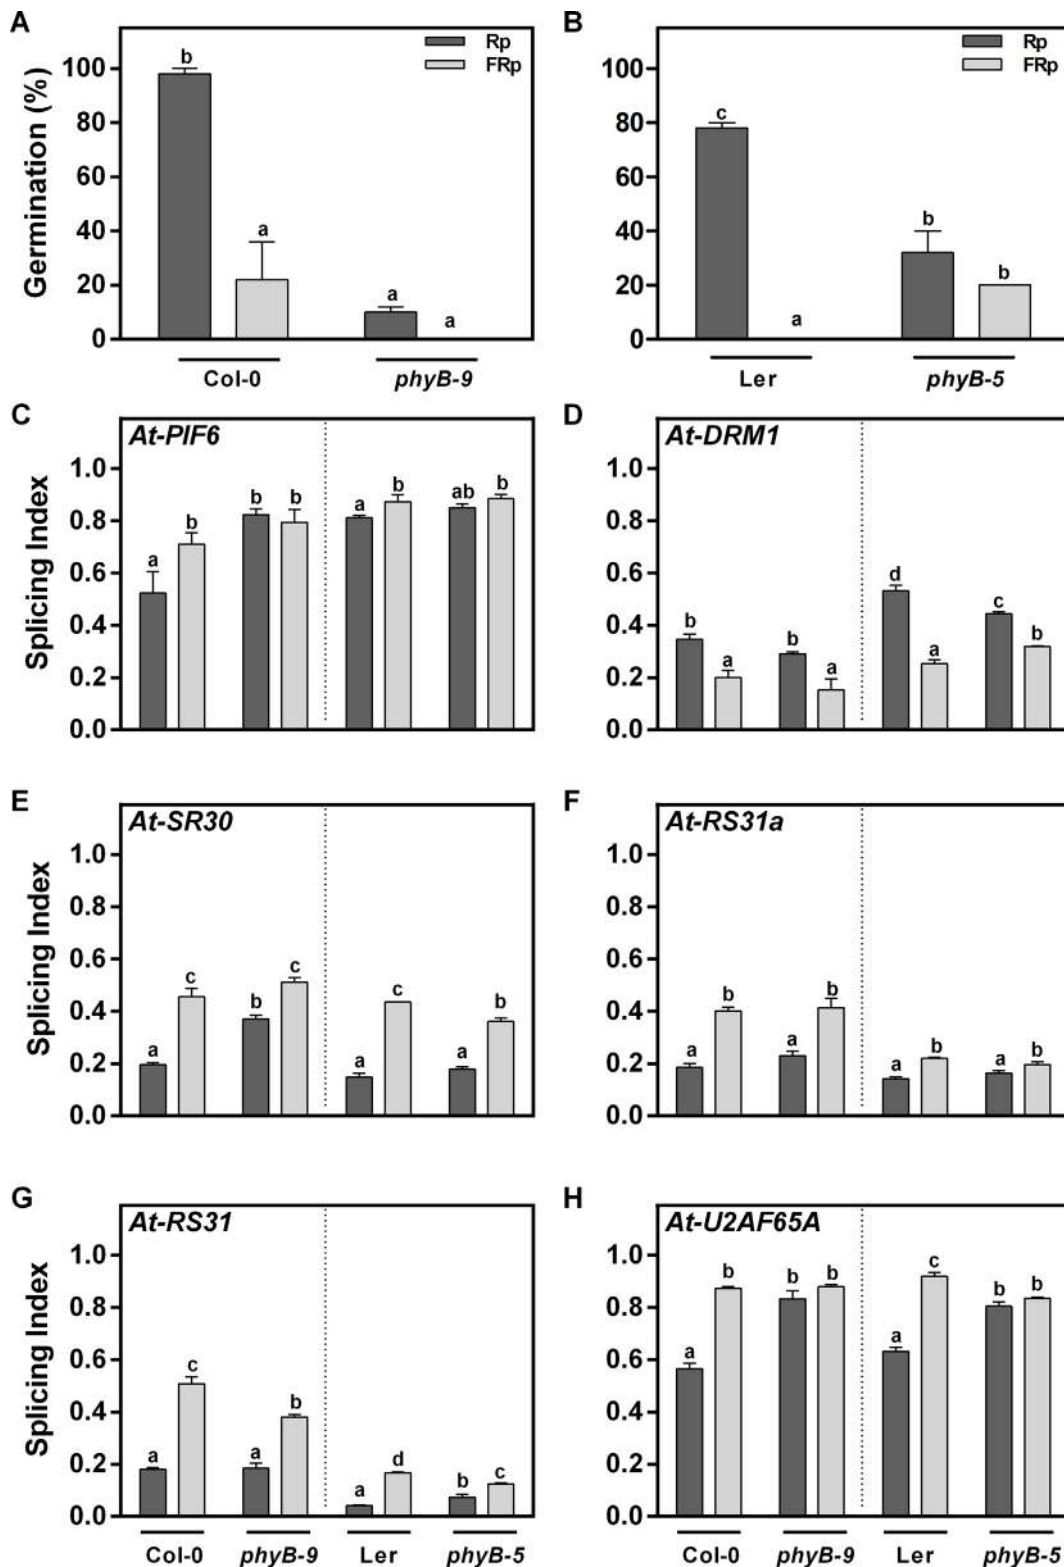 A
Germination (%)
100
80
60
40
20
0
b
a
a
a
Rp
FRp
Col-0
phyB-9
B
100
80
60
40
20
0
c
a
b
b
Rp
FRp
Ler
phyB-5
C
At-PIF6
Splicing Index
1.0
0.8
0.6
0.4
0.2
0.0
a
b
b
b
a
b
ab
b
D
At-DRM1
1.0
0.8
0.6
0.4
0.2
0.0
b
a
b
a
d
a
c
b
E
At-SR30
Splicing Index
1.0
0.8
0.6
0.4
0.2
0.0
a
c
b
c
a
c
a
b
F
At-RS31a
1.0
0.8
0.6
0.4
0.2
0.0
a
b
a
b
a
b
a
b
G
At-RS31
Splicing Index
1.0
0.8
0.6
0.4
0.2
0.0
a
c
a
b
a
d
b
c
Col-0
phyB-9
Ler
phyB-5
H
At-U2AF65A
1.0
0.8
0.6
0.4
0.2
0.0
a
b
b
b
a
c
b
b
Col-0
phyB-9
Ler
phyB-5